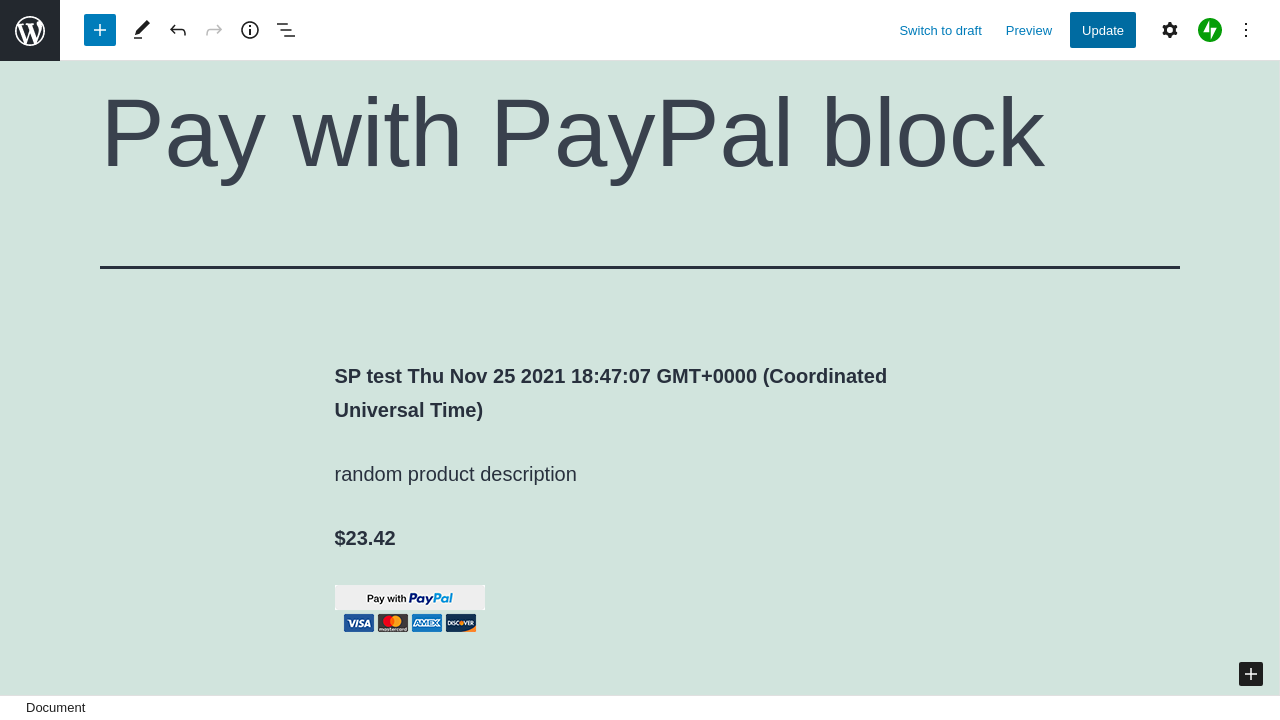 Switch to draft
Preview
Update
Pay with PayPal block
SP test Thu Nov 25 2021 18:47:07 GMT+0000 (Coordinated
Universal Time)
random product description
$23.42
Pay with PayPal
VISA mastercard AMEX DISCOVER
Document